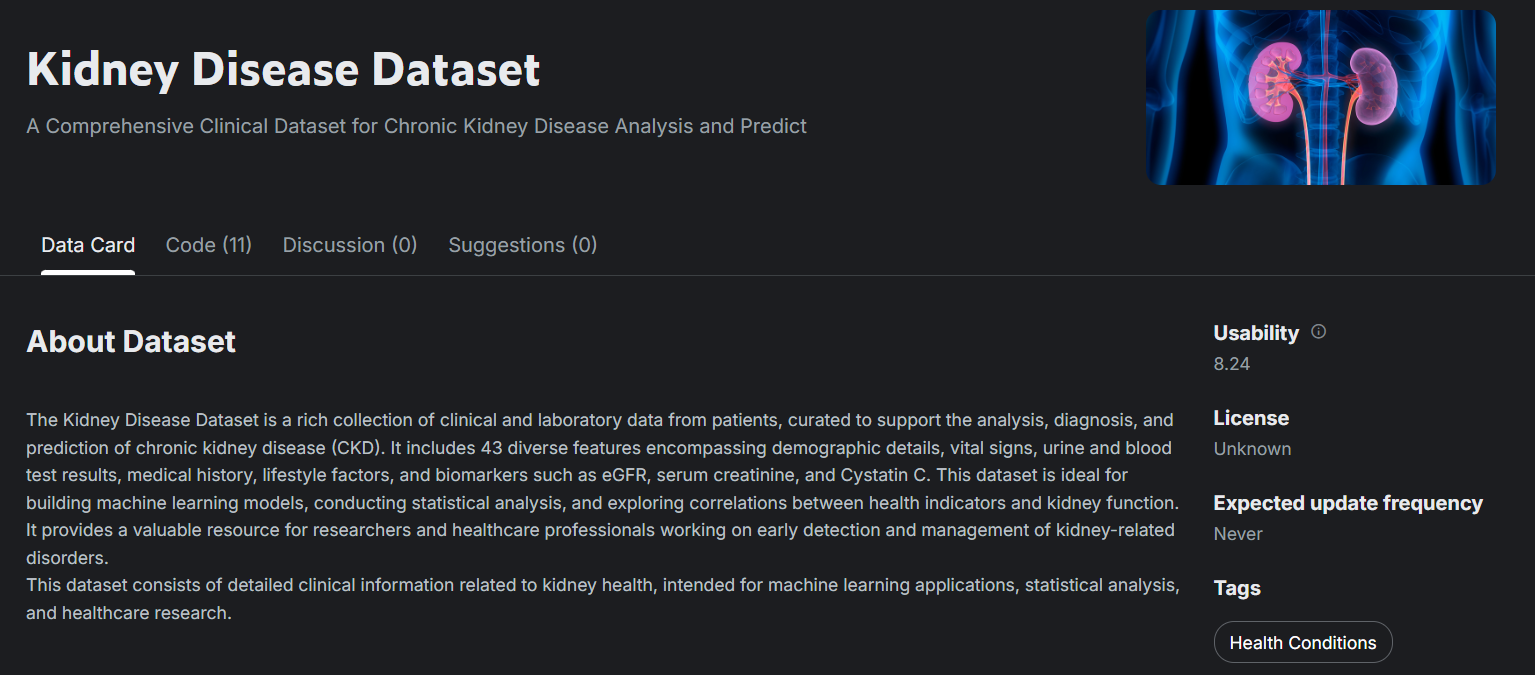 Kidney Disease Dataset
A Comprehensive Clinical Dataset for Chronic Kidney Disease Analysis and Predict
Data Card
Code (11)
Discussion (0)
Suggestions (0)
About Dataset
The Kidney Disease Dataset is a rich collection of clinical and laboratory data from patients, curated to support the analysis, diagnosis, and
prediction of chronic kidney disease (CKD). It includes 43 diverse features encompassing demographic details, vital signs, urine and blood
test results, medical history, lifestyle factors, and biomarkers such as eGFR, serum creatinine, and Cystatin C. This dataset is ideal for
building machine learning models, conducting statistical analysis, and exploring correlations between health indicators and kidney function.
It provides a valuable resource for researchers and healthcare professionals working on early detection and management of kidney-related
disorders.
This dataset consists of detailed clinical information related to kidney health, intended for machine learning applications, statistical analysis,
and healthcare research.
Usability
8.24
License
Unknown
Expected update frequency
Never
Tags
Health Conditions